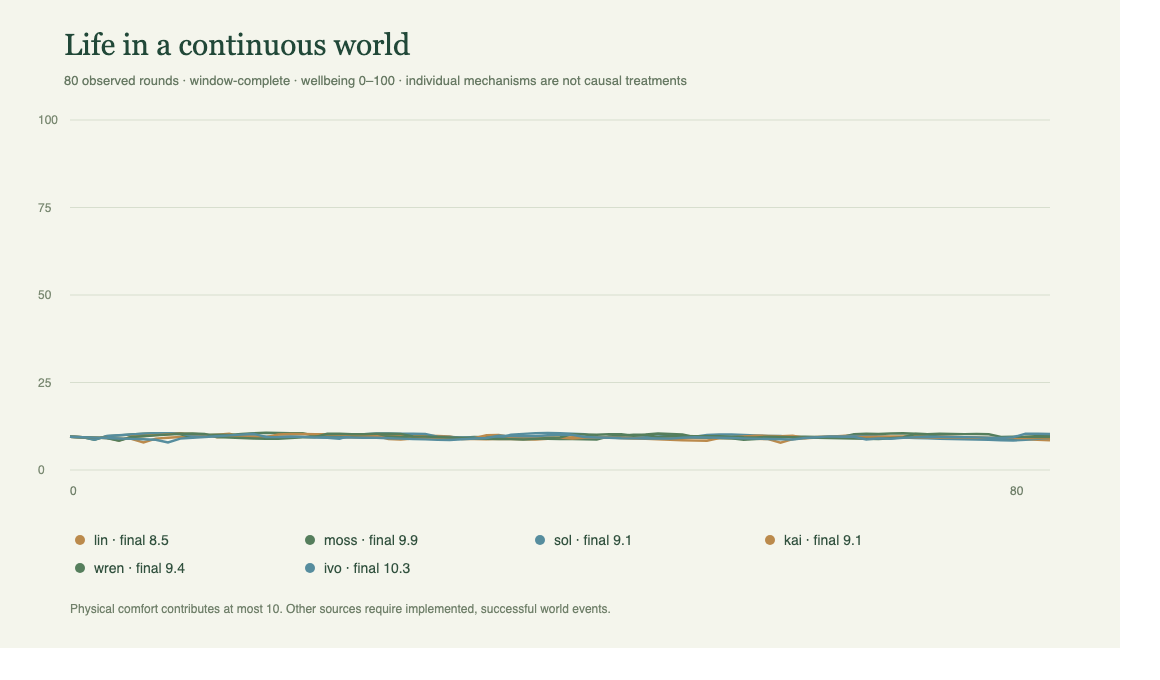 Life in a continuous world
80 observed rounds · window-complete · wellbeing 0–100 · individual mechanisms are not causal treatments
100
75
50
25
0
0 80
lin · final 8.5 moss · final 9.9 sol · final 9.1 kai · final 9.1
wren · final 9.4 ivo · final 10.3
Physical comfort contributes at most 10. Other sources require implemented, successful world events.